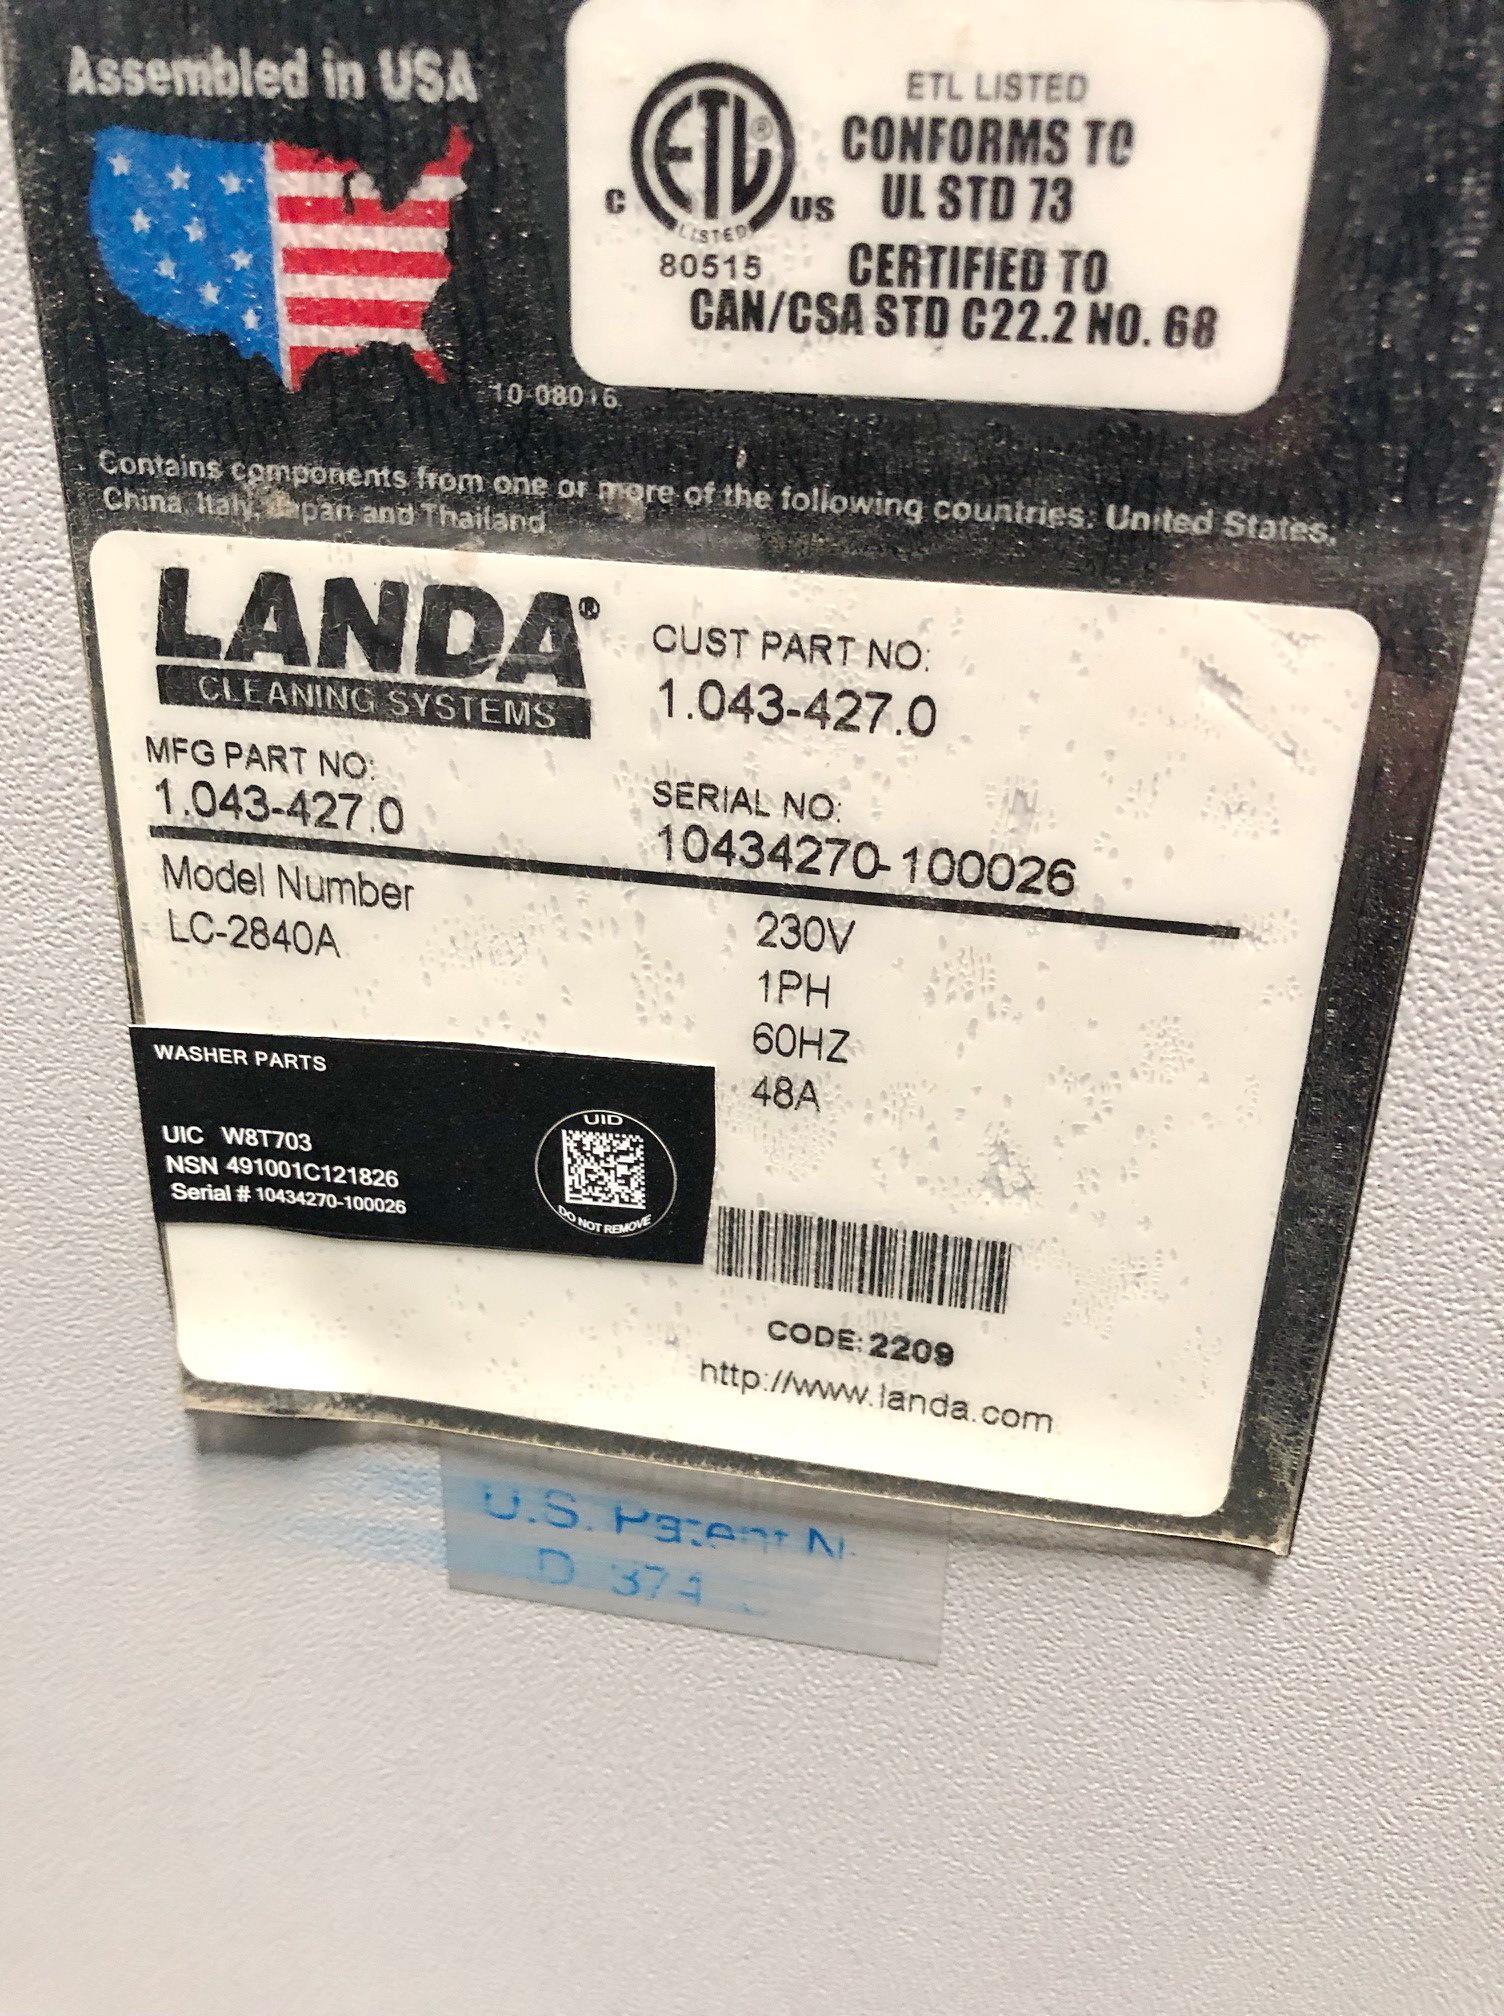 Assembled in USA
ETL®
LISTED
C US
80515
ETL LISTED
CONFORMS TO
UL STD 73
CERTIFIED TO
CAN/CSA STD C22.2 NO. 68
10-08016
Contains components from one or more of the following countries: United States,
China, Italy, Japan and Thailand
LANDA®
CLEANING SYSTEMS
CUST PART NO:
1.043-427.0
MFG PART NO:
1.043-427.0
SERIAL NO:
10434270-100026
Model Number
LC-2840A
230V
1PH
60HZ
48A
WASHER PARTS
UIC W8T703
NSN 491001C121826
Serial # 10434270-100026
UID
DO NOT REMOVE
CODE: 2209
http://www.landa.com
U.S. Patent
D 374